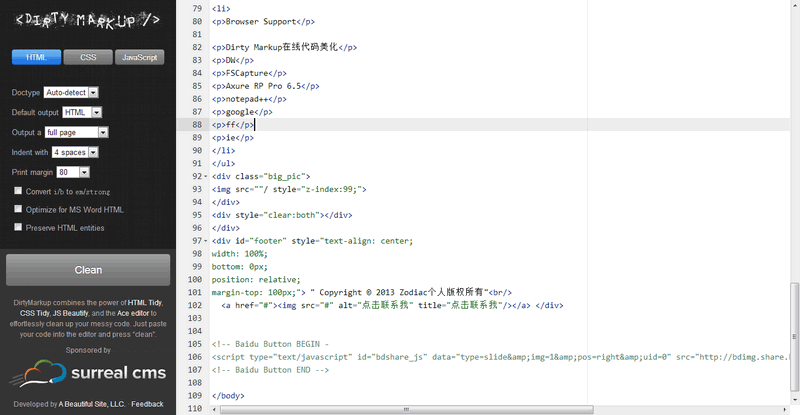 <DIRTY MARKUP />
HTML CSS JavaScript
Doctype Auto-detect
Default output HTML
Output a full page
Indent with 4 spaces
Print margin 80
Convert i/b to em/strong
Optimize for MS Word HTML
Preserve HTML entities
Clean
DirtyMarkup combines the power of HTML Tidy,
CSS Tidy, JS Beautify, and the Ace editor to
effortlessly clean up your messy code. Just paste
your code into the editor and press "clean".
Sponsored by
surreal cms
Developed by A Beautiful Site, LLC. · Feedback
79 <li>
80 <p>Browser Support</p>
81
82 <p>Dirty Markup在线代码美化</p>
83 <p>DW</p>
84 <p>FSCapture</p>
85 <p>Axure RP Pro 6.5</p>
86 <p>notepad++</p>
87 <p>google</p>
88 <p>ff</p>
89 <p>ie</p>
90 </li>
91 </ul>
92 <div class="big_pic">
93 <img src=""/ style="z-index:99;">
94 </div>
95 <div style="clear:both"></div>
96 </div>
97 <div id="footer" style="text-align: center;
98 width: 100%;
99 bottom: 0px;
100 position: relative;
101 margin-top: 100px;"> " Copyright © 2013 Zodiac个人版权所有"<br/>
102 <a href="#"><img src="#" alt="点击联系我" title="点击联系我"/></a> </div>
103
104
105 <!-- Baidu Button BEGIN -
106 <script type="text/javascript" id="bdshare_js" data="type=slide&amp;img=1&amp;pos=right&amp;uid=0" src="http://bdimg.share.
107 <!-- Baidu Button END -->
108
109 </body>
110